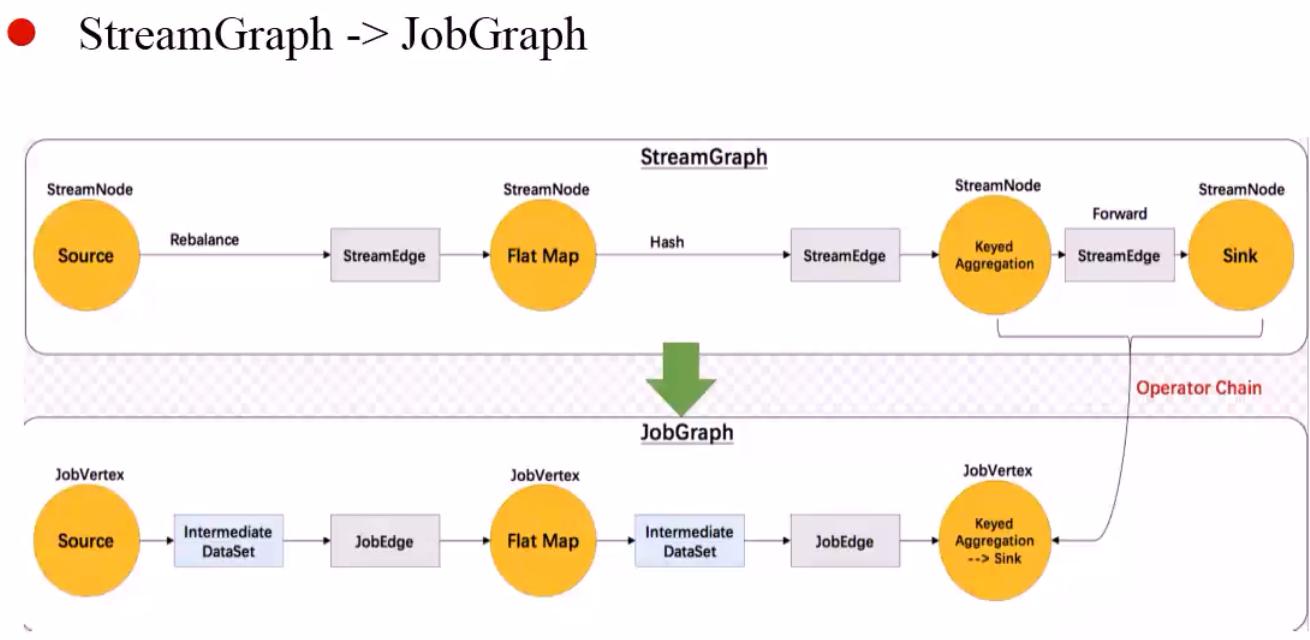 StreamGraph -> JobGraph
StreamGraph
StreamNode
StreamNode
StreamNode
StreamNode
Source
Rebalance
StreamEdge
Flat Map
Hash
StreamEdge
Keyed
Aggregation
Forward
StreamEdge
Sink
Operator Chain
JobGraph
JobVertex
JobVertex
JobVertex
Source
Intermediate
DataSet
JobEdge
Flat Map
Intermediate
DataSet
JobEdge
Keyed
Aggregation
--> Sink